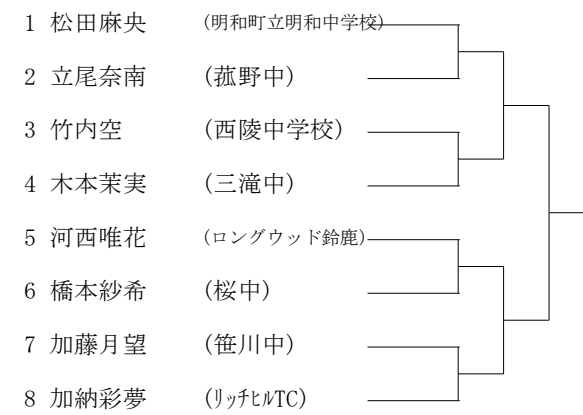 1 松田麻央 (明和町立明和中学校)
2 立尾奈南 (菰野中)
3 竹内空 (西陵中学校)
4 木本茉実 (三滝中)
5 河西唯花 (ロングウッド鈴鹿)
6 橋本紗希 (桜中)
7 加藤月望 (笹川中)
8 加納彩夢 (ﾘｯﾁﾋﾙTC)